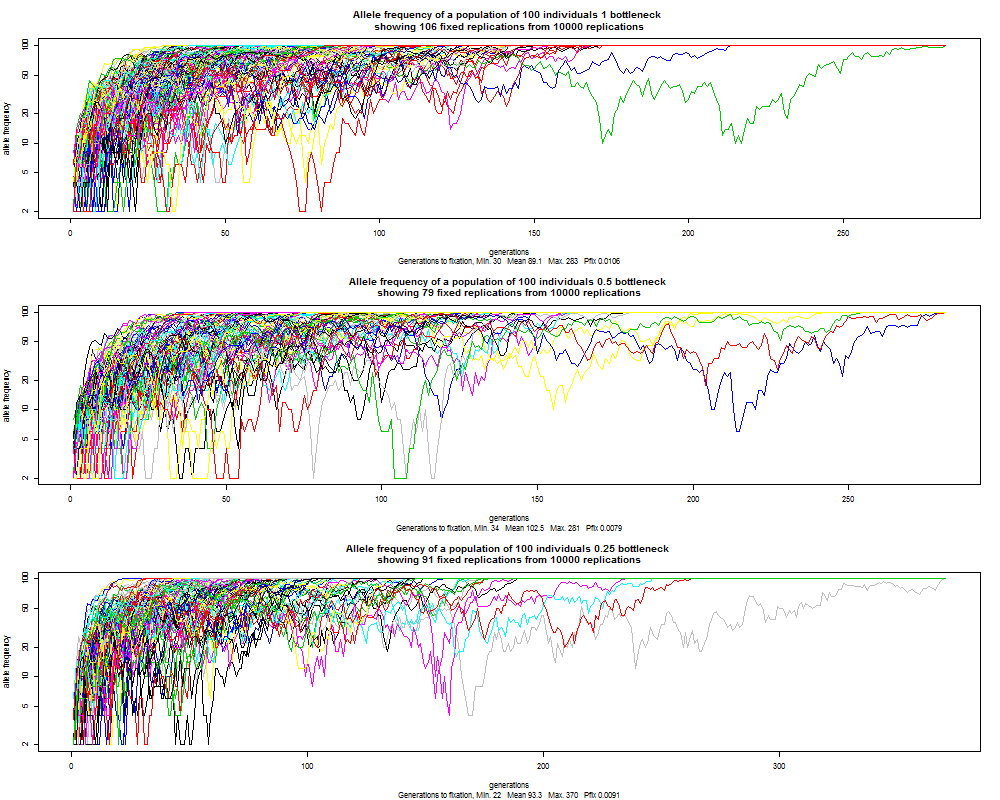 Allele frequency of a population of 100 individuals 1 bottleneck
showing 106 fixed replications from 10000 replications
allele frequency
100
50
20
10
5
2
0 50 100 150 200 250
generations
Generations to fixation, Min. 30 Mean 89.1 Max. 283 Pfix 0.0106
Allele frequency of a population of 100 individuals 0.5 bottleneck
showing 79 fixed replications from 10000 replications
allele frequency
100
50
20
10
5
2
0 50 100 150 200 250
generations
Generations to fixation, Min. 34 Mean 102.5 Max. 281 Pfix 0.0079
Allele frequency of a population of 100 individuals 0.25 bottleneck
showing 91 fixed replications from 10000 replications
allele frequency
100
50
20
10
5
2
0 100 200 300
generations
Generations to fixation, Min. 22 Mean 93.3 Max. 370 Pfix 0.0091